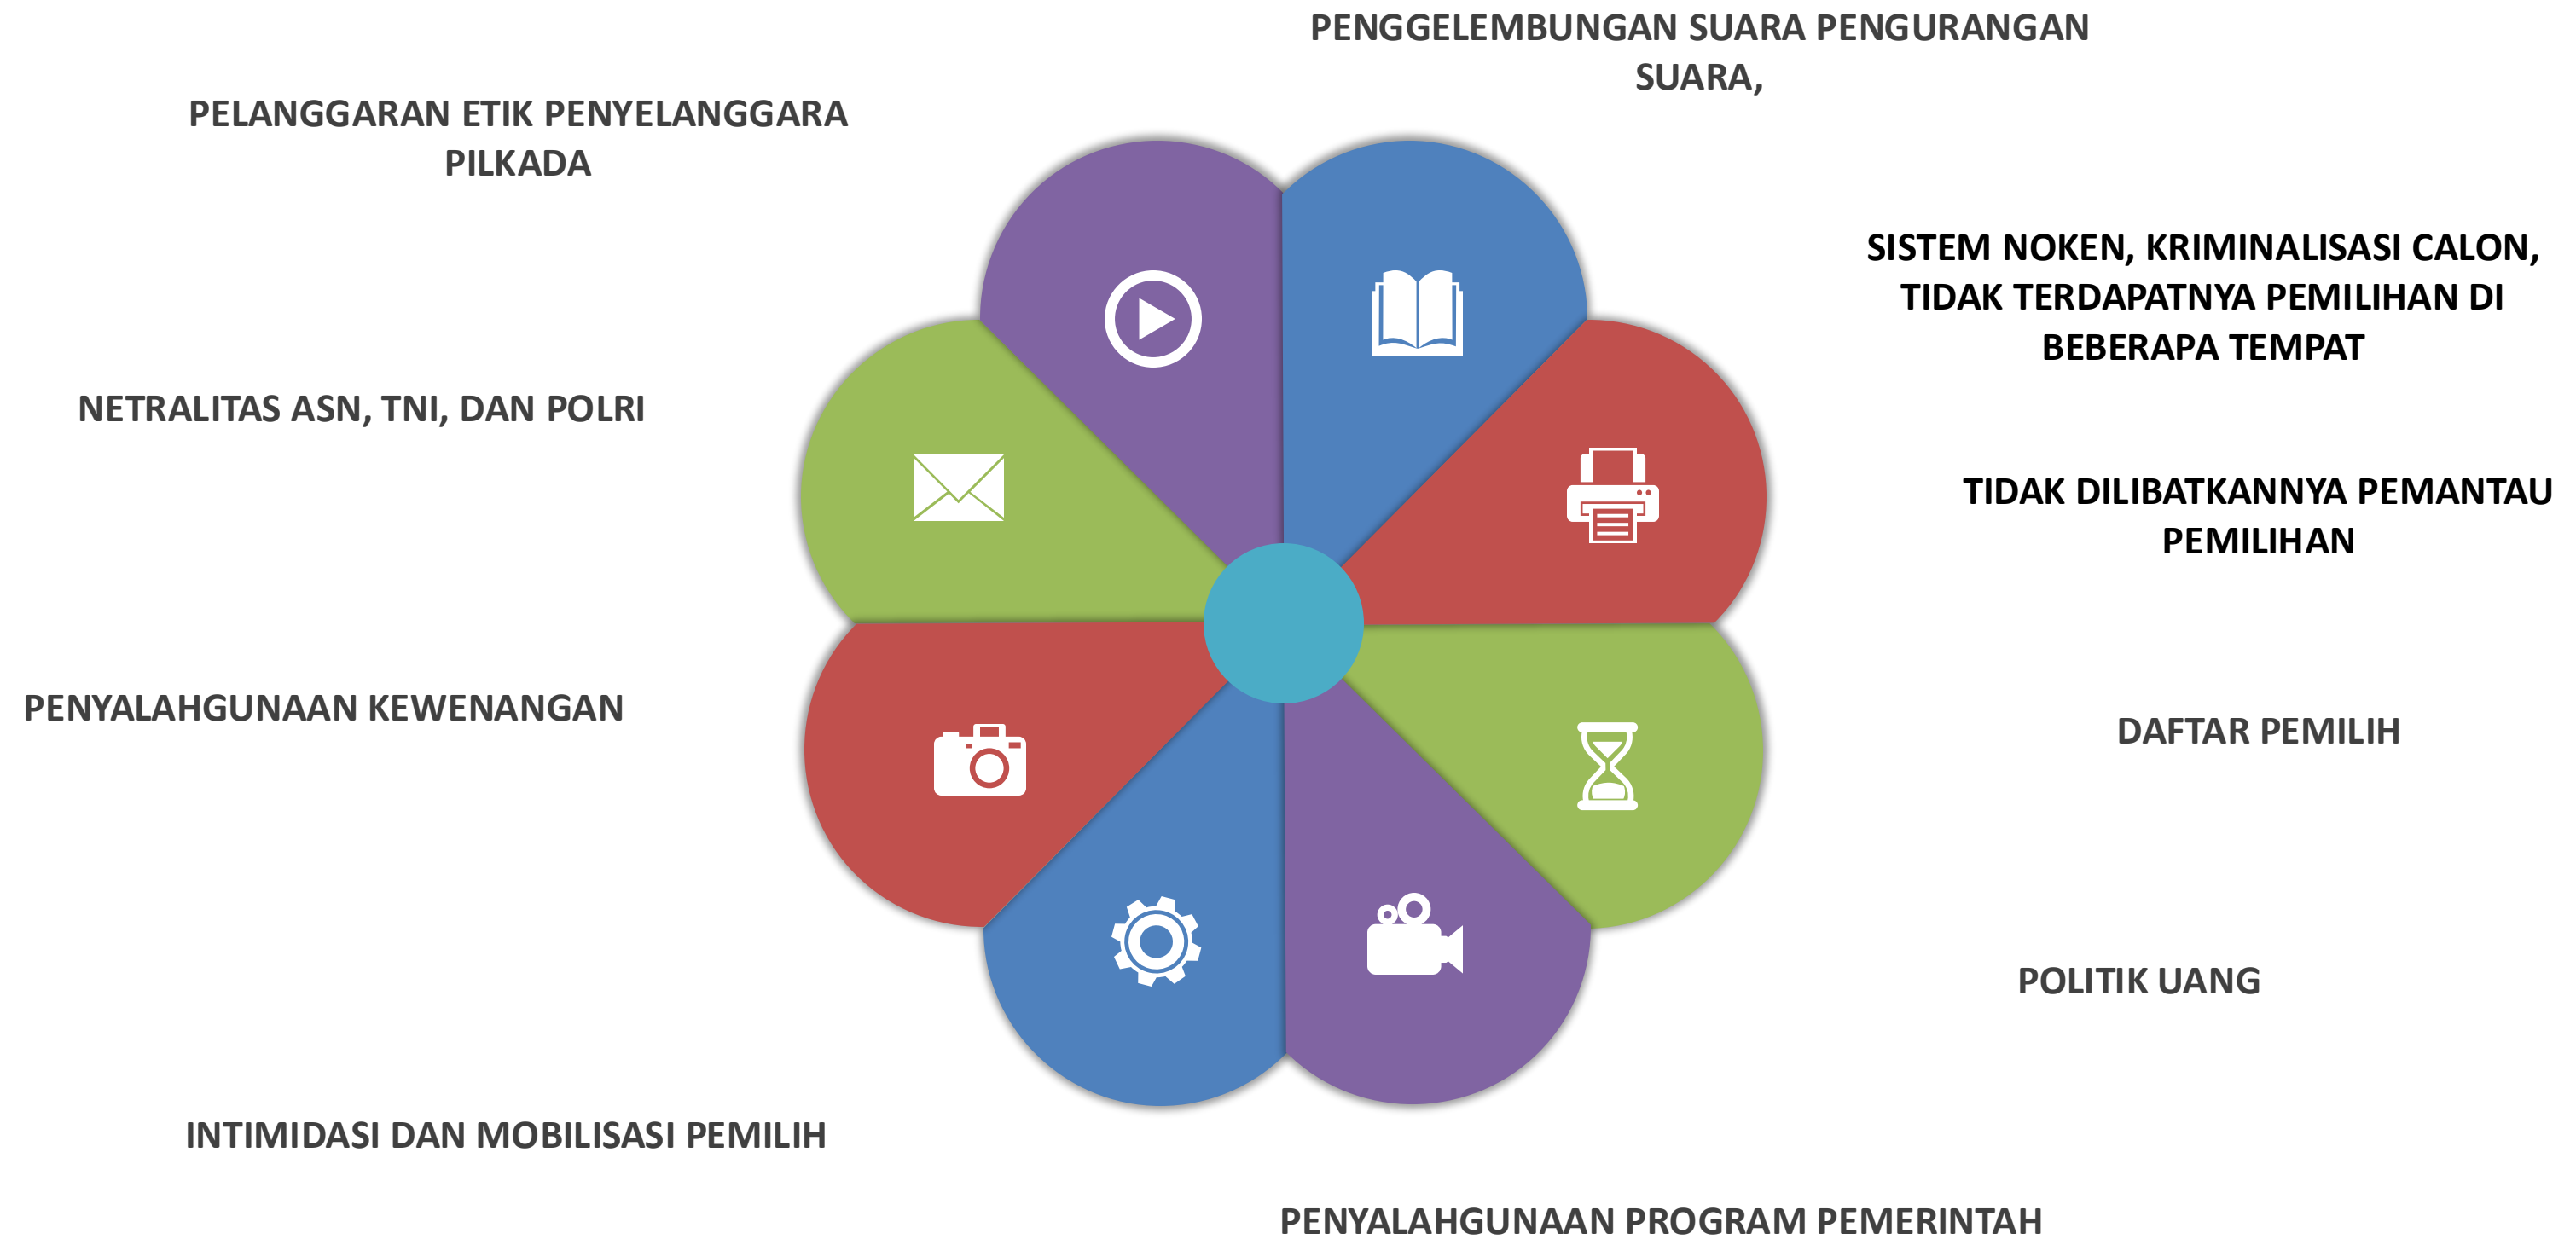 PENGGELEMBUNGAN SUARA PENGURANGAN
SUARA,
PELANGGARAN ETIK PENYELANGGARA
PILKADA
SISTEM NOKEN, KRIMINALISASI CALON,
TIDAK TERDAPATNYA PEMILIHAN DI
BEBERAPA TEMPAT
NETRALITAS ASN, TNI, DAN POLRI
TIDAK DILIBATKANNYA PEMANTAU
PEMILIHAN
PENYALAHGUNAAN KEWENANGAN
DAFTAR PEMILIH
POLITIK UANG
INTIMIDASI DAN MOBILISASI PEMILIH
PENYALAHGUNAAN PROGRAM PEMERINTAH